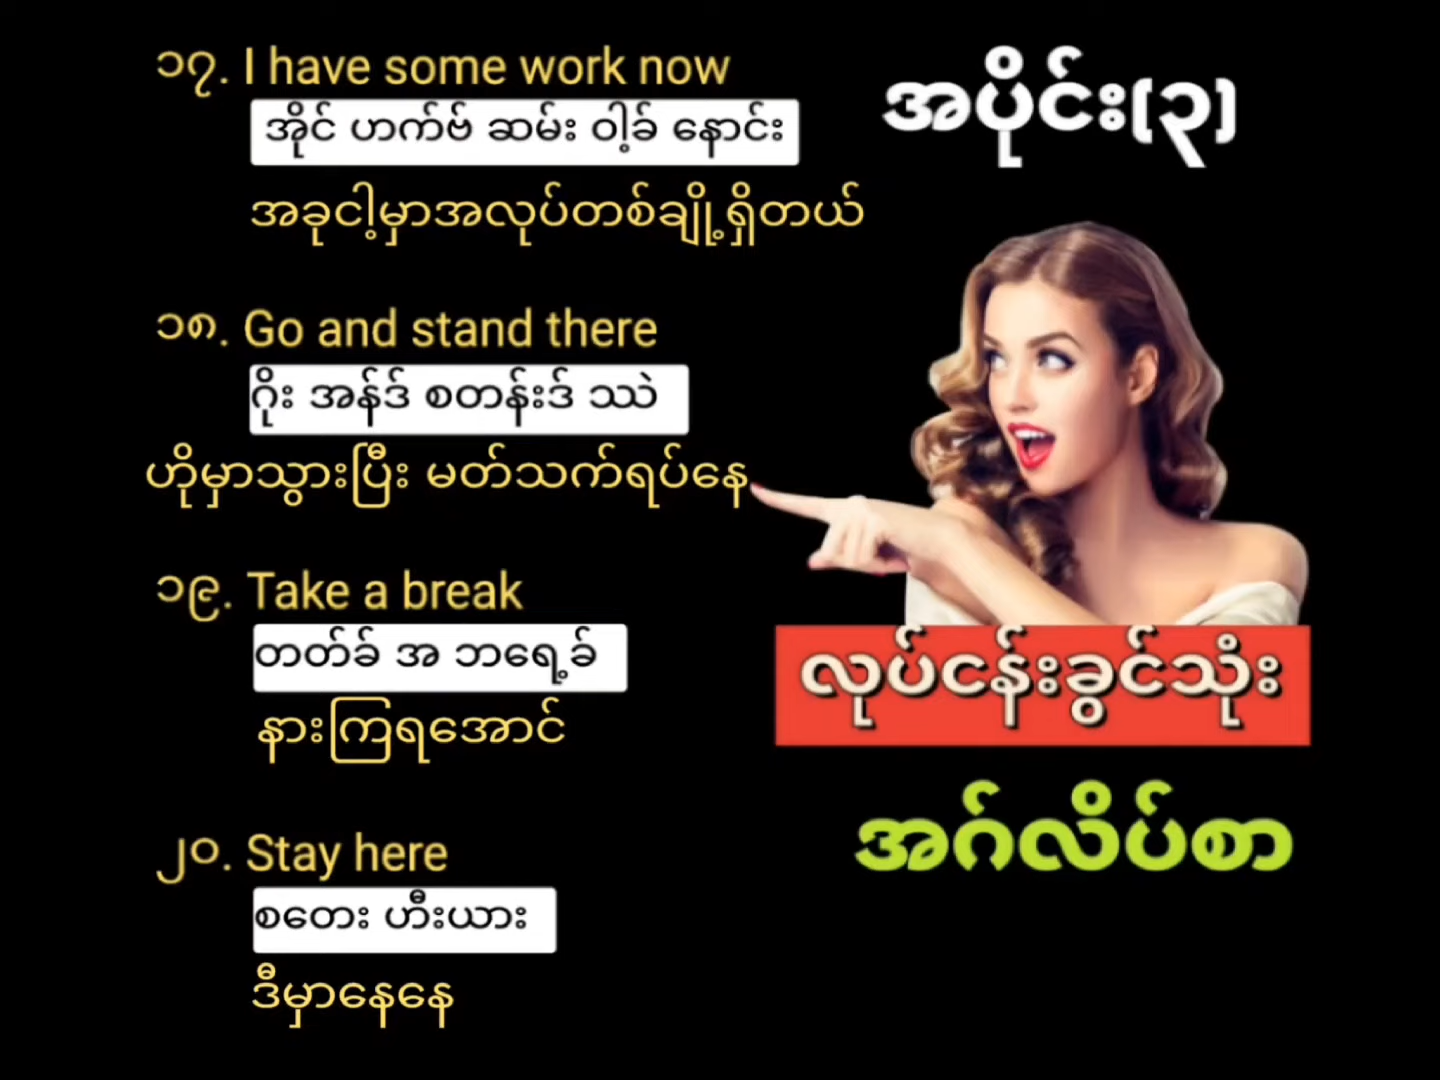 ၁၇. I have some work now
အိုင် ဟက်ဗ် ဆမ်း ဝါ့ခ် နောင်း
အခုငါ့မှာအလုပ်တစ်ချို့ရှိတယ်
၁၈. Go and stand there
ဂိုး အန်ဒ် စတန်းဒ် ဿဲ
ဟိုမှာသွားပြီး မတ်သက်ရပ်နေ
၁၉. Take a break
တတ်ခ် အ ဘရေ့ခ်
နားကြရအောင်
၂၀. Stay here
စတေး ဟီးယား
ဒီမှာနေနေ
အပိုင်း(၃)
လုပ်ငန်းခွင်သုံး
အင်္ဂလိပ်စာ